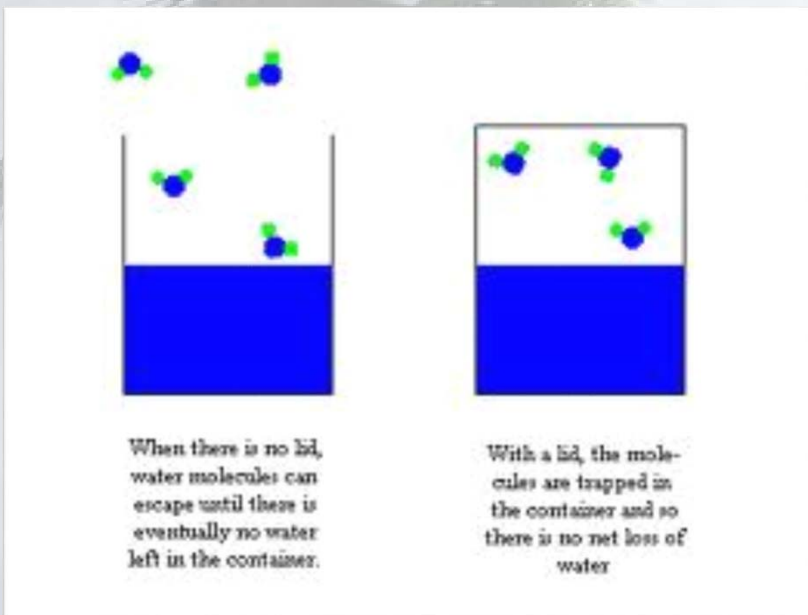 When there is no lid,
water molecules can
escape until there is
eventually no water
left in the container.
With a lid, the mole-
cules are trapped in
the container and so
there is no net loss of
water